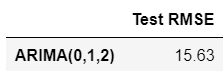 Test RMSE
ARIMA(0,1,2) 15.63